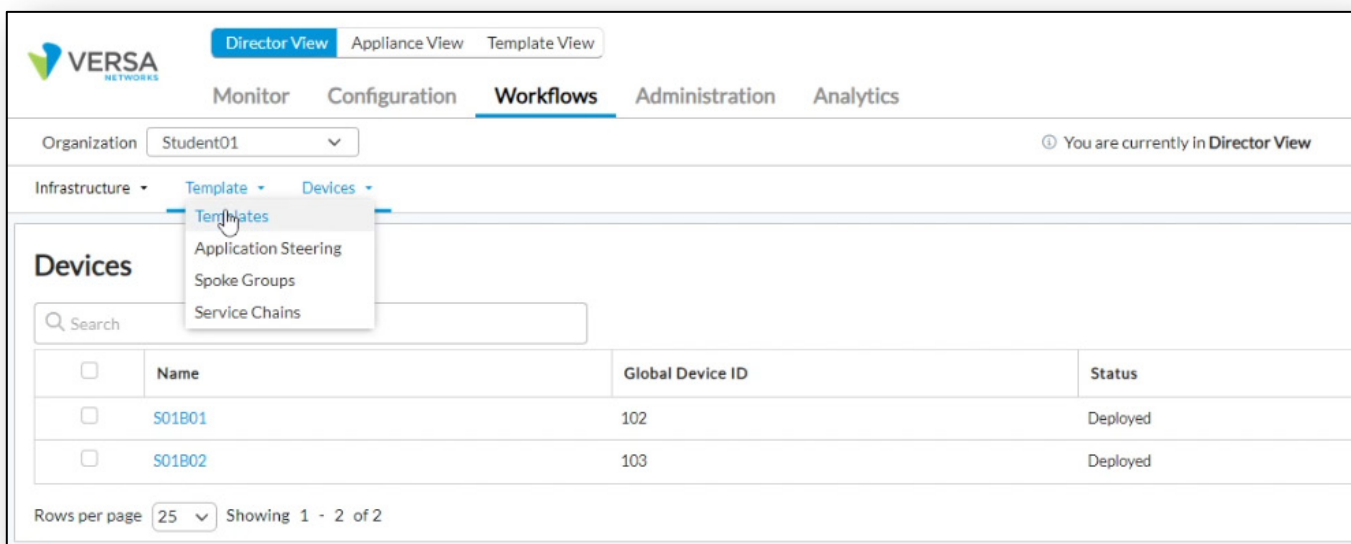 Director View Appliance View Template View
VERSA
NETWORKS
Monitor Configuration Workflows Administration Analytics
Organization Student01 You are currently in Director View
Infrastructure Template Devices
Templates
Application Steering
Spoke Groups
Service Chains
Devices
Search
Name Global Device ID Status
S01B01 102 Deployed
S01B02 103 Deployed
Rows per page 25 Showing 1 - 2 of 2